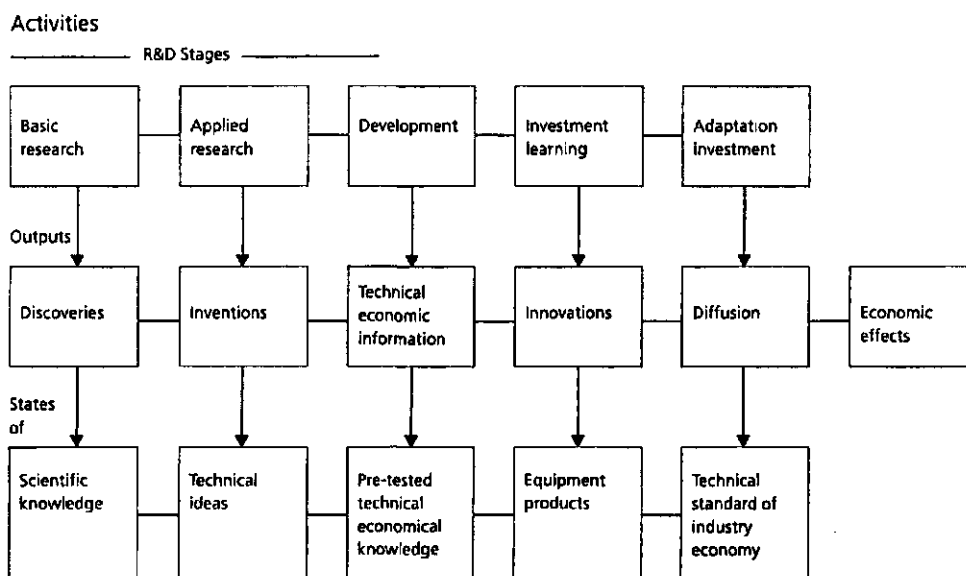 Activities
R&D Stages
Basic
research
Applied
research
Development
Investment
learning
Adaptation
investment
Outputs
Discoveries
Inventions
Technical
economic
information
Innovations
Diffusion
Economic
effects
States
of
Scientific
knowledge
Technical
ideas
Pre-tested
technical
economical
knowledge
Equipment
products
Technical
standard of
industry
economy